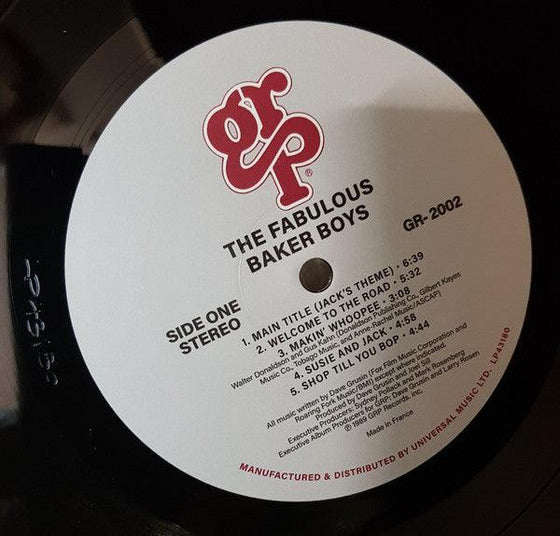 grp®
THE FABULOUS
BAKER BOYS
GR-2002
SIDE ONE
STEREO
1. MAIN TITLE (JACK'S THEME) • 6:39
2. WELCOME TO THE ROAD • 5:32
3. MAKIN' WHOOPEE • 3:08
Walter Donaldson and Gus Kahn (Donaldson Publishing Co., Gilbert Keyes
Music Co., Tobago Music and Anne-Rachel Music/ASCAP)
4. SUSIE AND JACK • 4:58
5. SHOP TILL YOU BOP • 4:44
All music written by Dave Grusin (Fox Film Music Corporation and
Roaring Fork Music/BMI) except where indicated.
Produced by Dave Grusin and Joel Sill
Executive Producers: Sydney Pollack and Mark Rosenberg
Executive Album Producers for GRP: Dave Grusin and Larry Rosen
℗ 1989 GRP Records, Inc.
Made in France
MANUFACTURED & DISTRIBUTED BY UNIVERSAL MUSIC LTD. LP43180